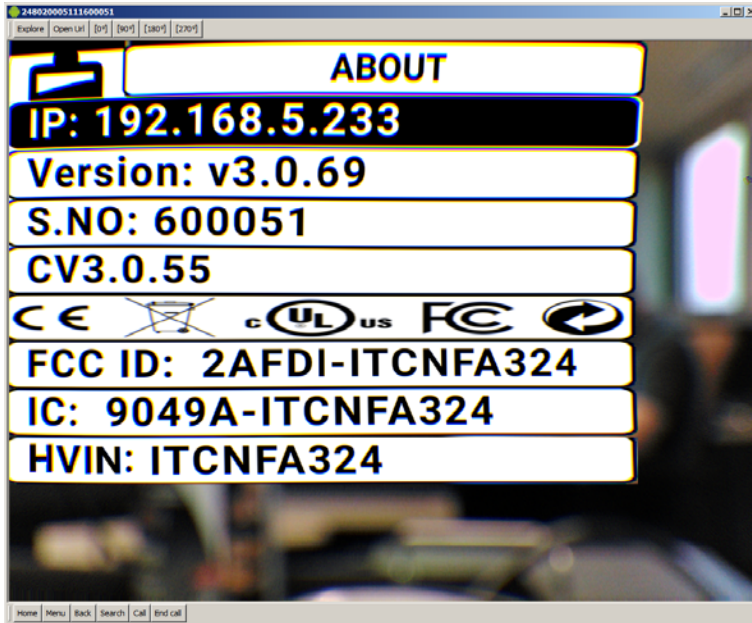 248020005111600051
Explore Open Url [0°] [90°] [180°] [270°]
ABOUT
IP: 192.168.5.233
Version: v3.0.69
S.NO: 600051
CV3.0.55
CE c UL us FC
FCC ID: 2AFDI-ITCNFA324
IC: 9049A-ITCNFA324
HVIN: ITCNFA324
Home Menu Back Search Call End call